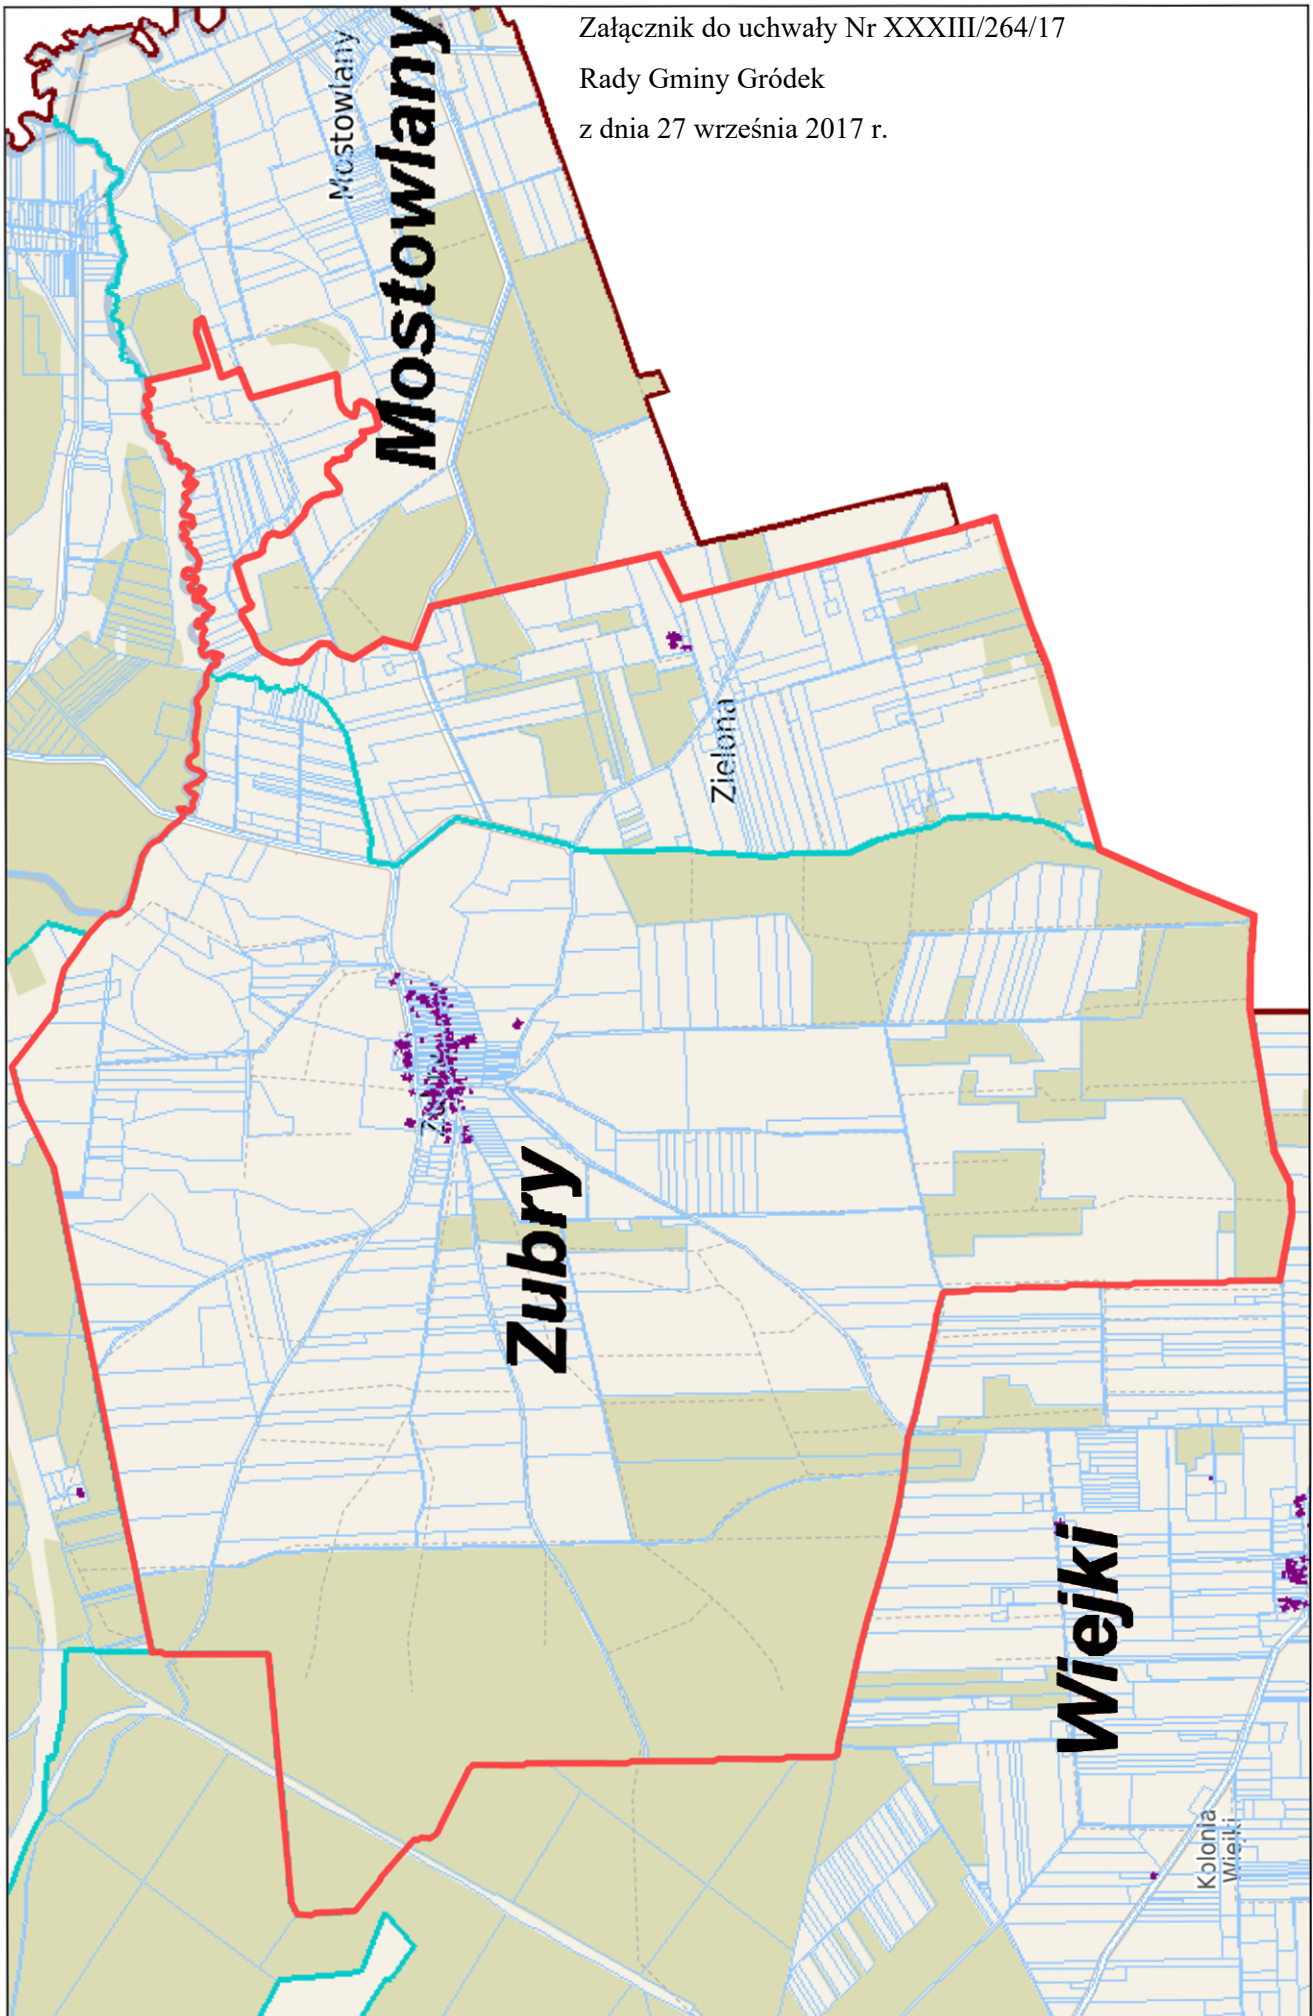 Załącznik do uchwały Nr XXXIII/264/17
Rady Gminy Gródek
z dnia 27 września 2017 r.
Mostowlany
Mostowlany
Zielona
Zubry
Wiejki
Kolonia
Wiejki